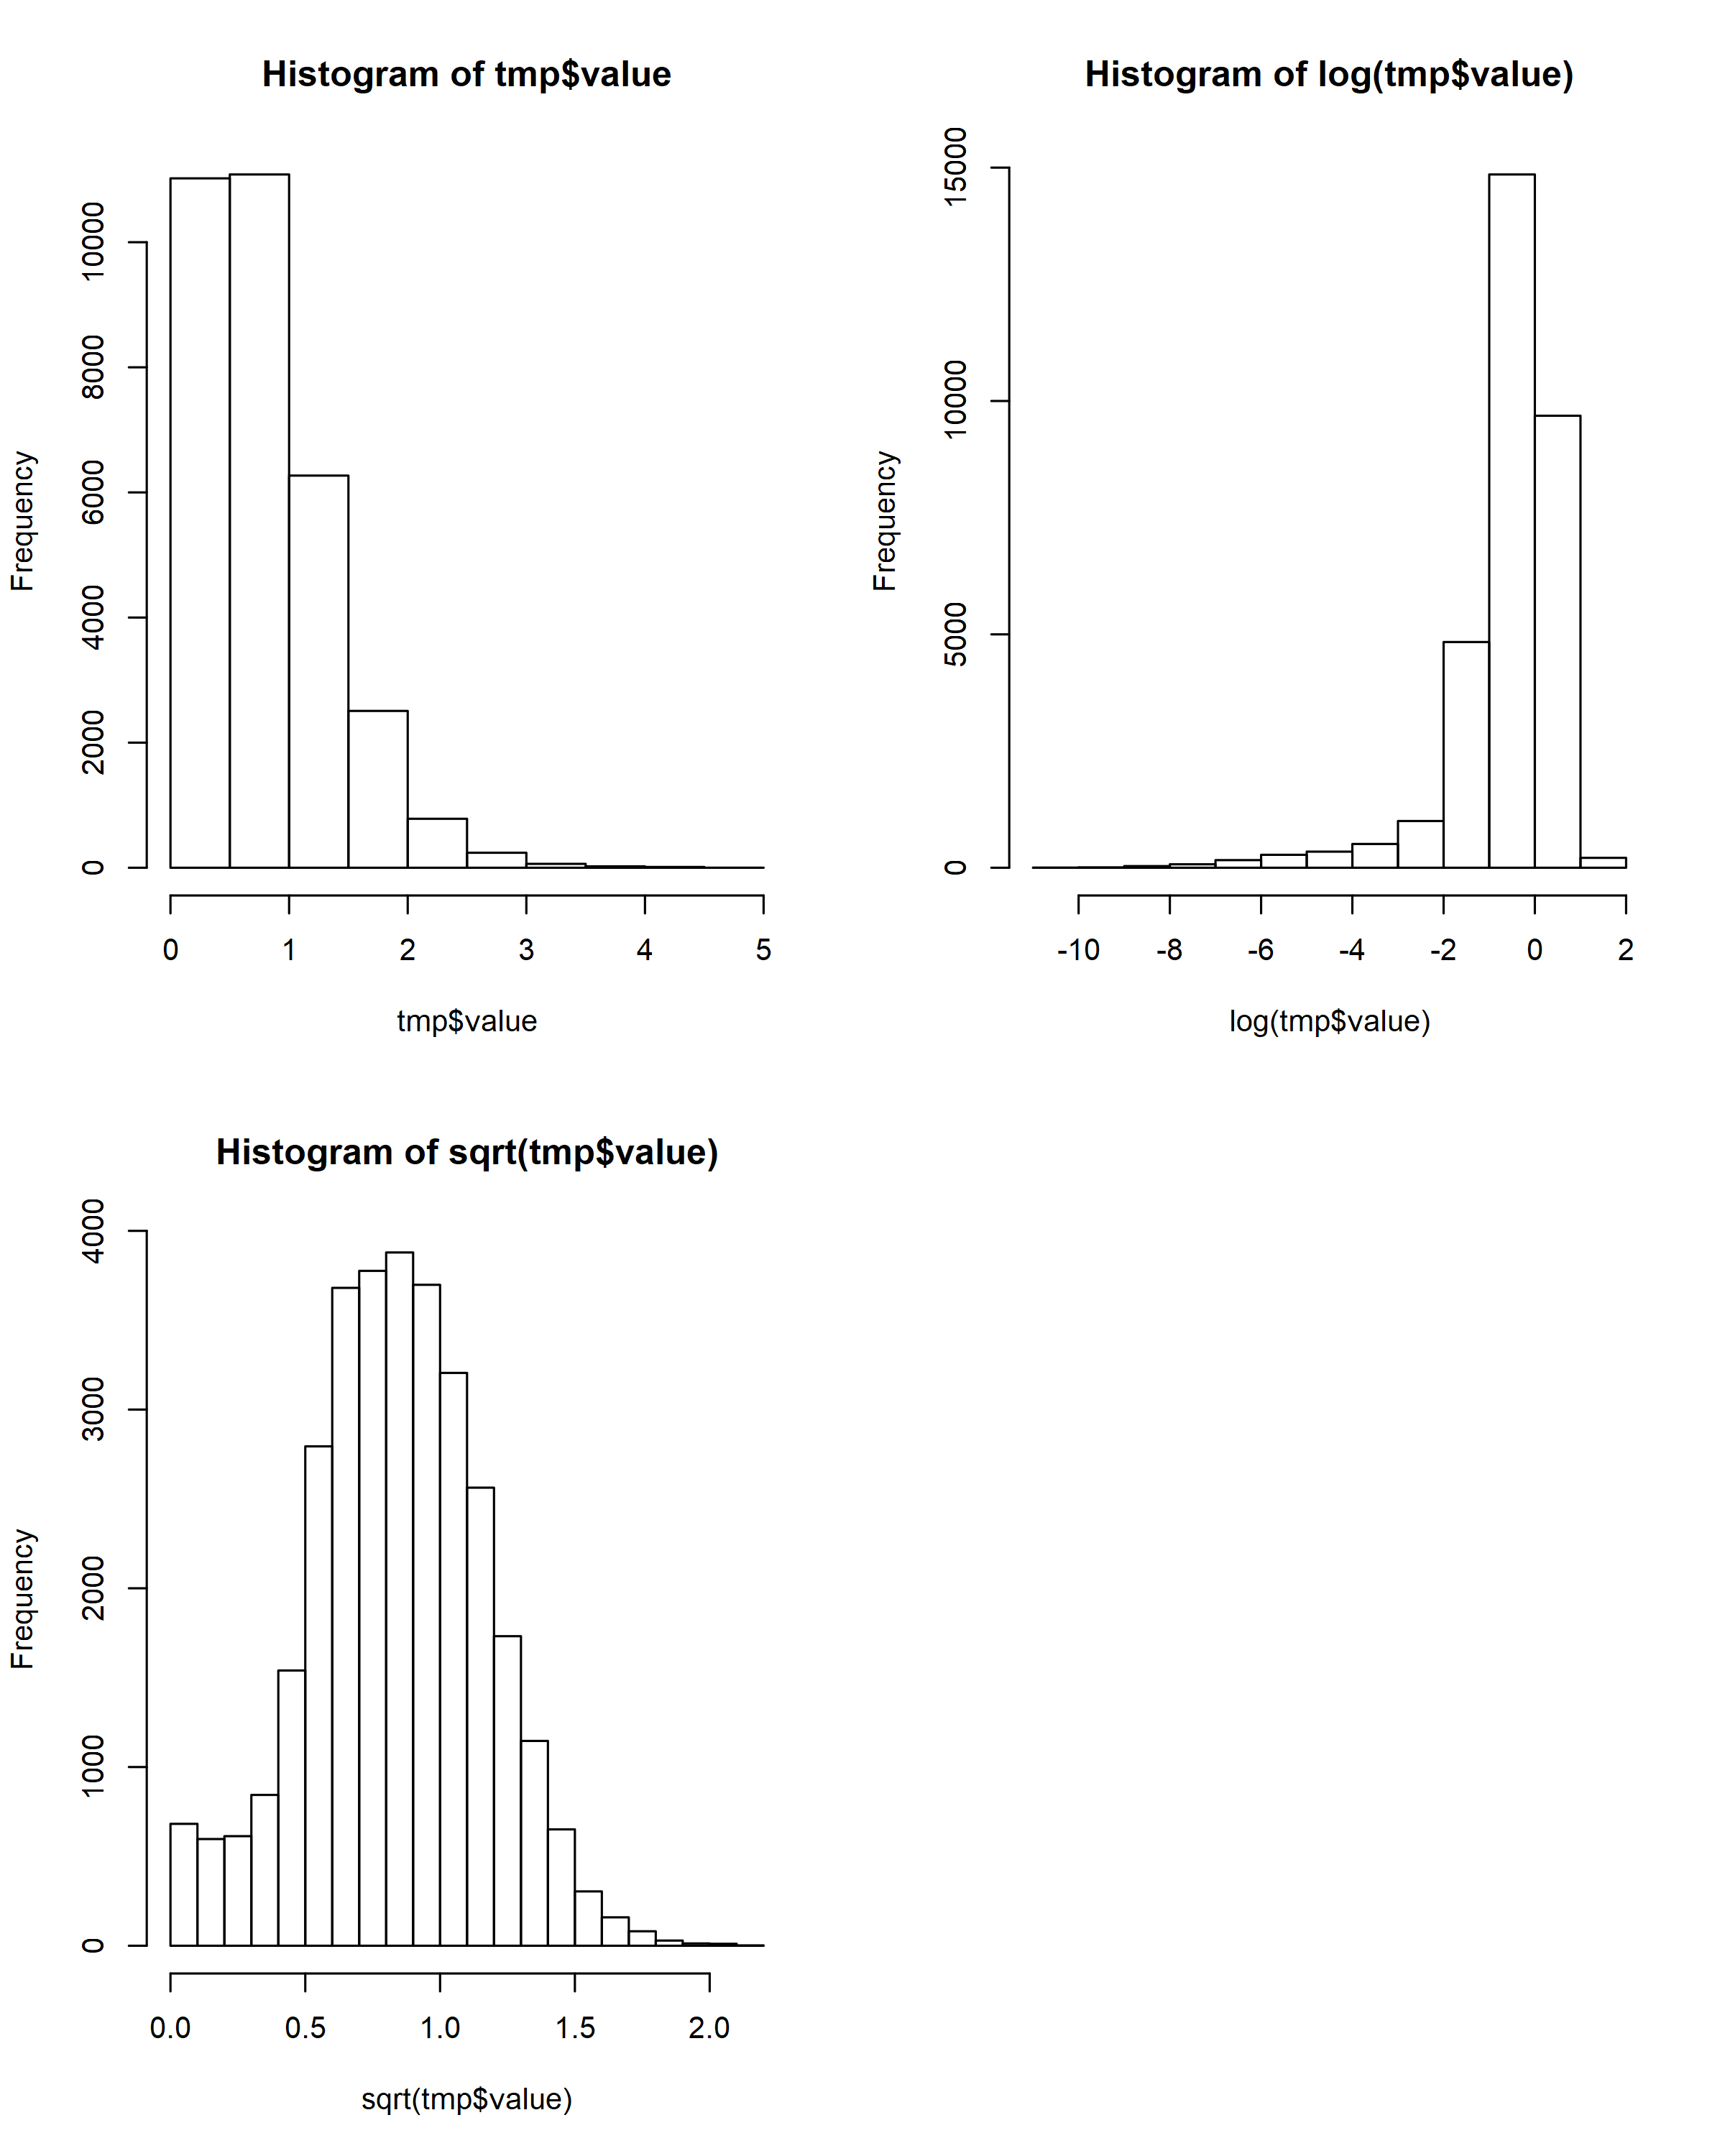 Histogram of tmp$value
Frequency
0
2000
4000
6000
8000
10000
0 1 2 3 4 5
tmp$value
Histogram of log(tmp$value)
Frequency
0
5000
10000
15000
-10 -8 -6 -4 -2 0 2
log(tmp$value)
Histogram of sqrt(tmp$value)
Frequency
0
1000
2000
3000
4000
0.0 0.5 1.0 1.5 2.0
sqrt(tmp$value)